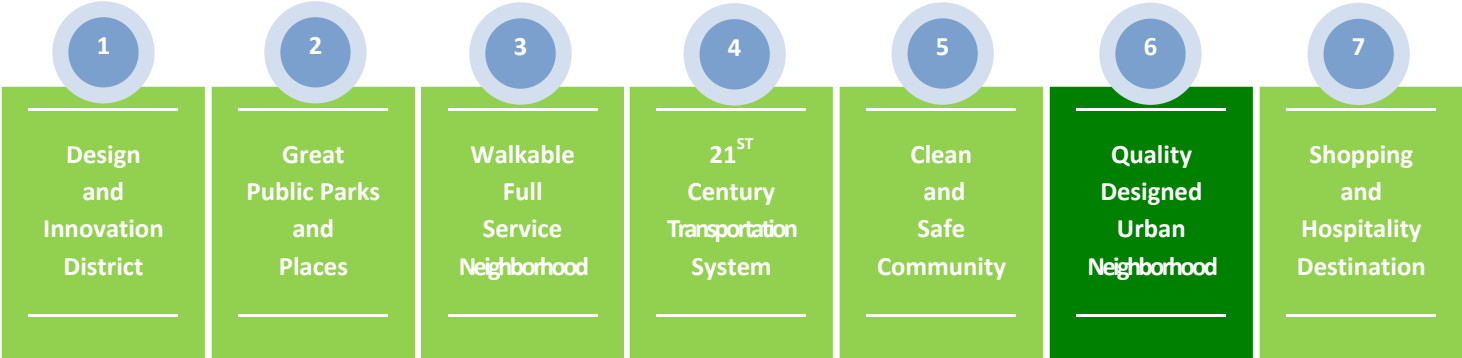 1
Design
and
Innovation
District
2
Great
Public Parks
and
Places
3
Walkable
Full
Service
Neighborhood
4
21ST
Century
Transportation
System
5
Clean
and
Safe
Community
6
Quality
Designed
Urban
Neighborhood
7
Shopping
and
Hospitality
Destination